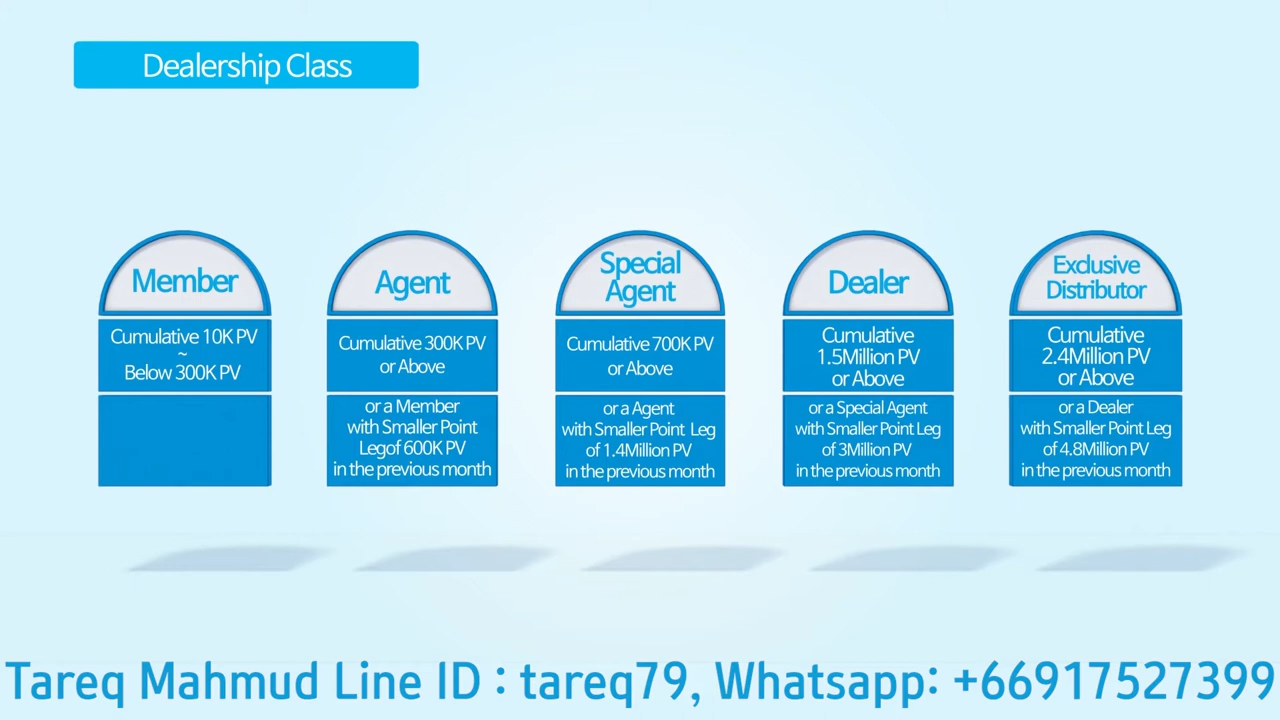 Dealership Class
Member
Cumulative 10K PV
~
Below 300K PV
Agent
Cumulative 300K PV
or Above
or a Member
with Smaller Point
Legof 600K PV
in the previous month
Special
Agent
Cumulative 700K PV
or Above
or a Agent
with Smaller Point Leg
of 1.4Million PV
in the previous month
Dealer
Cumulative
1.5Million PV
or Above
or a Special Agent
with Smaller Point Leg
of 3Million PV
in the previous month
Exclusive
Distributor
Cumulative
2.4Million PV
or Above
or a Dealer
with Smaller Point Leg
of 4.8Million PV
in the previous month
Tareq Mahmud Line ID : tareq79, Whatsapp: +66917527399